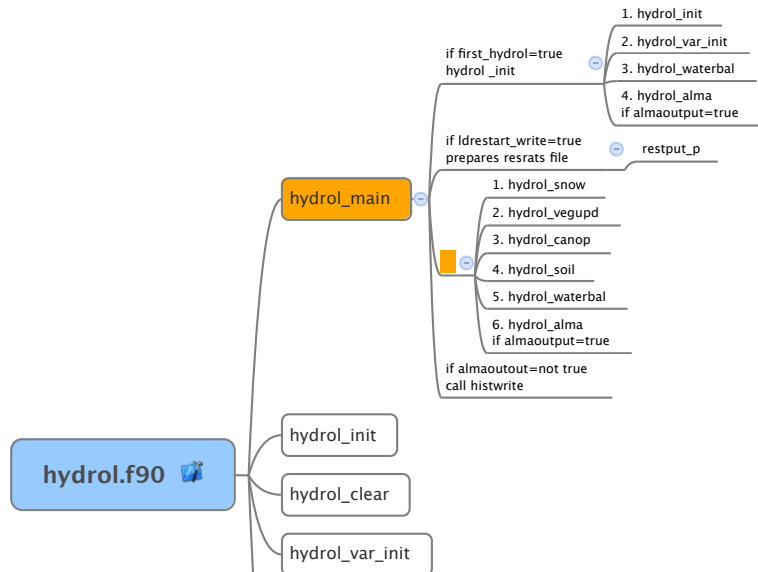 1. hydrol_init
if first_hydrol=true
hydrol _init
2. hydrol_var_init
3. hydrol_waterbal
4. hydrol_alma
if almaoutput=true
if ldrestart_write=true
prepares resrats file
restput_p
hydrol_main
1. hydrol_snow
2. hydrol_vegupd
3. hydrol_canop
4. hydrol_soil
5. hydrol_waterbal
6. hydrol_alma
if almaoutput=true
if almaoutout=not true
call histwrite
hydrol.f90
hydrol_init
hydrol_clear
hydrol_var_init